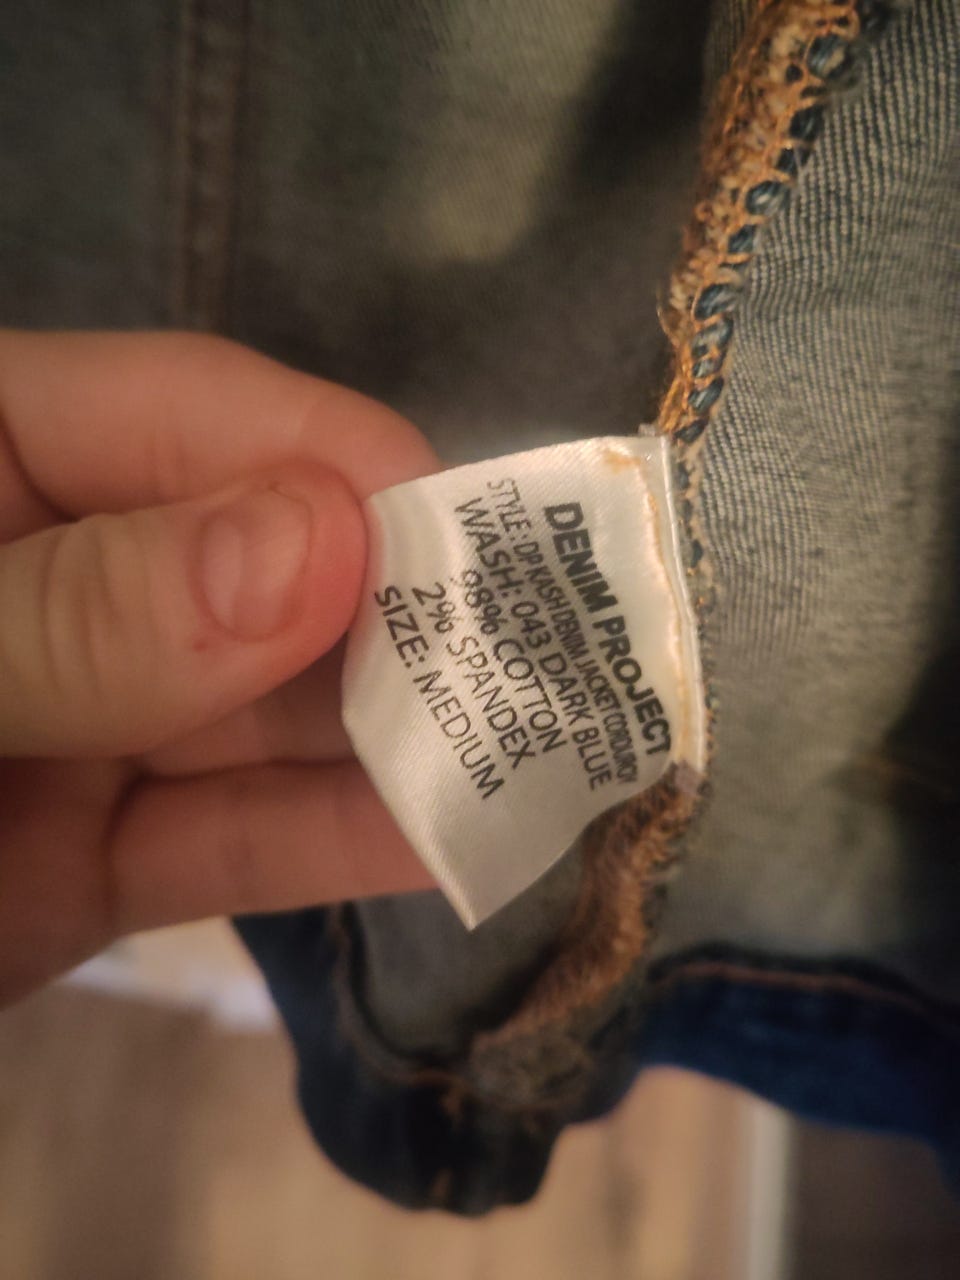 DENIM PROJECT
STYLE: DP KASH DENIM JACKET CORDUROY
WASH: 043 DARK BLUE
98% COTTON
2% SPANDEX
SIZE: MEDIUM